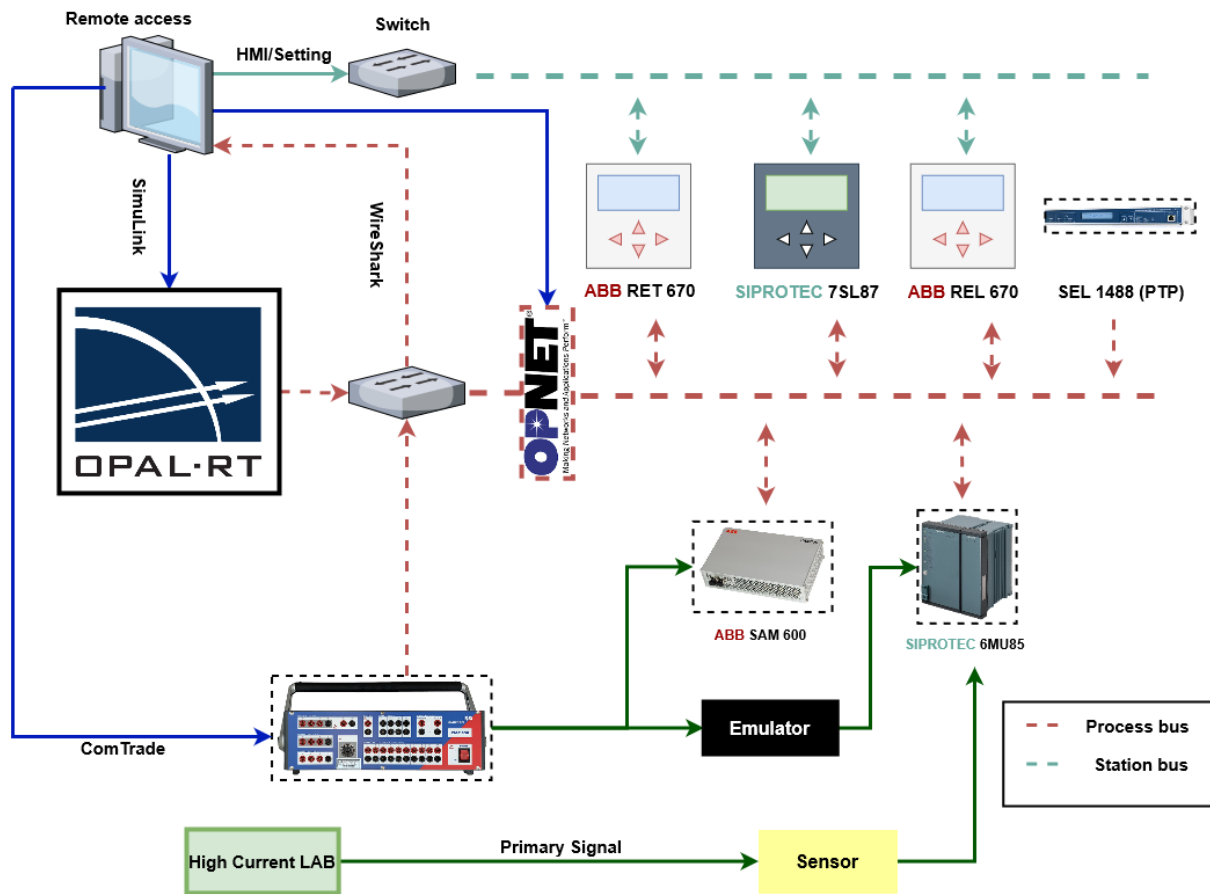 Remote access
Switch
HMI/Setting
SimuLink
WireShark
ABB RET 670
SIPROTEC 7SL87
ABB REL 670
SEL 1488 (PTP)
OPAL-RT
OPNET
Making Networks and Applications Perform
ABB
ABB SAM 600
SIPROTEC 6MU85
Emulator
Process bus
Station bus
ComTrade
High Current LAB
Primary Signal
Sensor